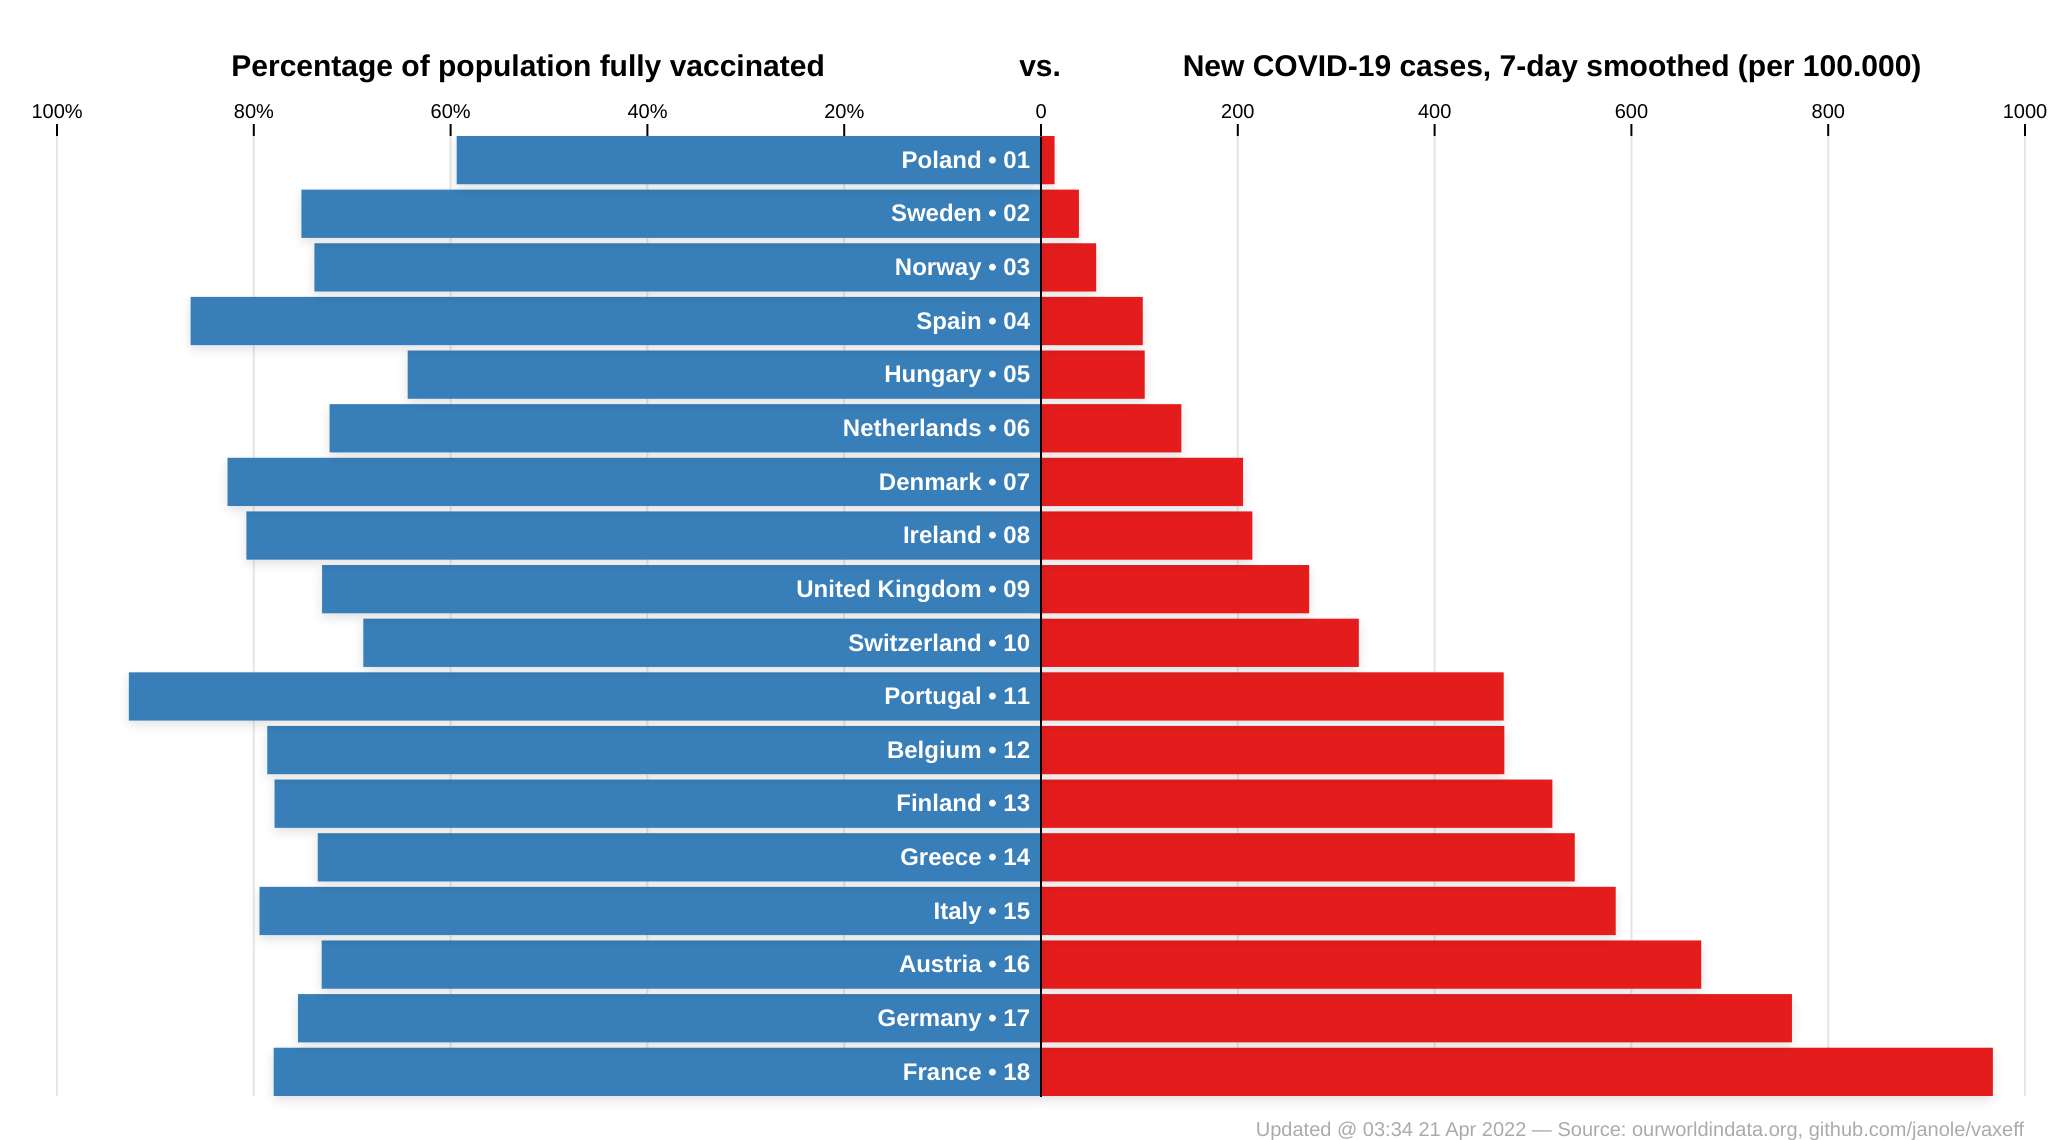 Percentage of population fully vaccinated vs. New COVID-19 cases, 7-day smoothed (per 100.000)
100% 80% 60% 40% 20% 0 200 400 600 800 1000
Poland • 01
Sweden • 02
Norway • 03
Spain • 04
Hungary • 05
Netherlands • 06
Denmark • 07
Ireland • 08
United Kingdom • 09
Switzerland • 10
Portugal • 11
Belgium • 12
Finland • 13
Greece • 14
Italy • 15
Austria • 16
Germany • 17
France • 18
Updated @ 03:34 21 Apr 2022 — Source: ourworldindata.org, github.com/janole/vaxeff